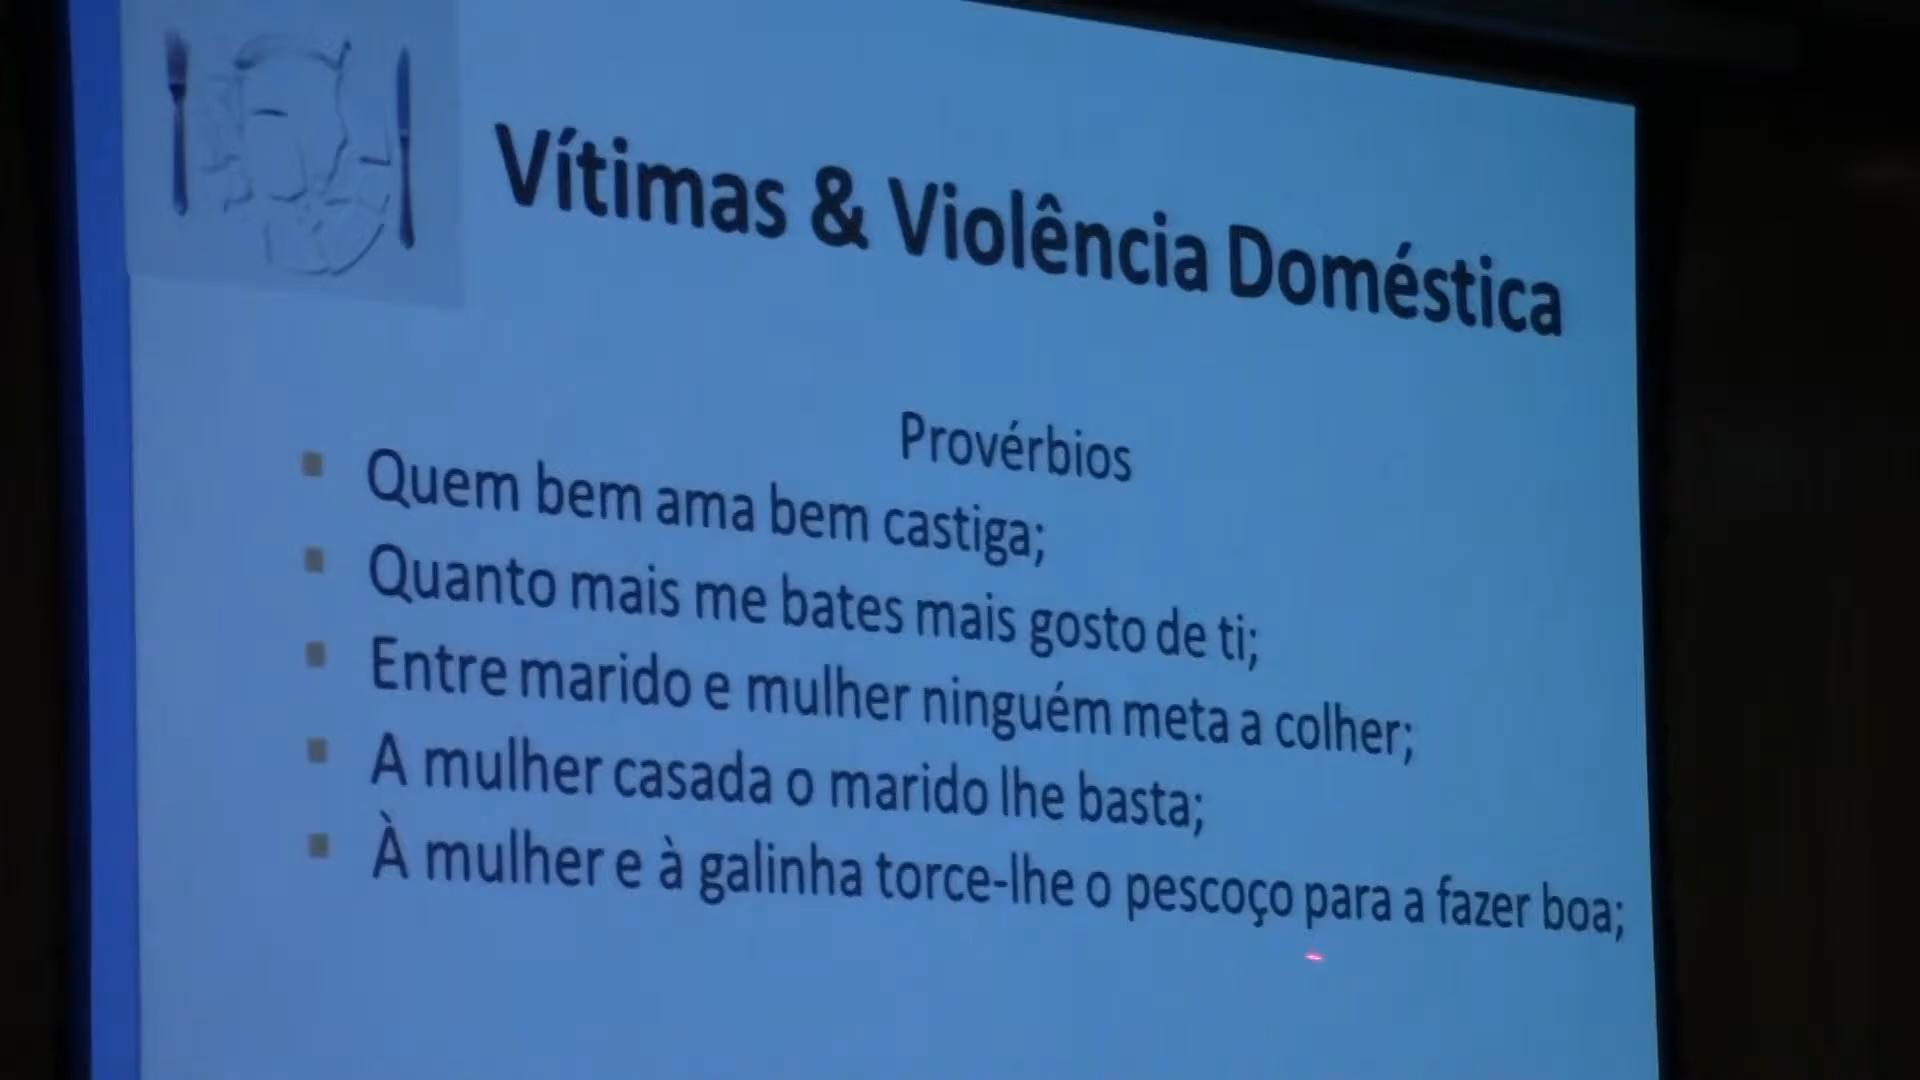 Vítimas & Violência Doméstica
Provérbios
Quem bem ama bem castiga;
Quanto mais me bates mais gosto de ti;
Entre marido e mulher ninguém meta a colher;
A mulher casada o marido lhe basta;
À mulher e à galinha torce-lhe o pescoço para a fazer boa;